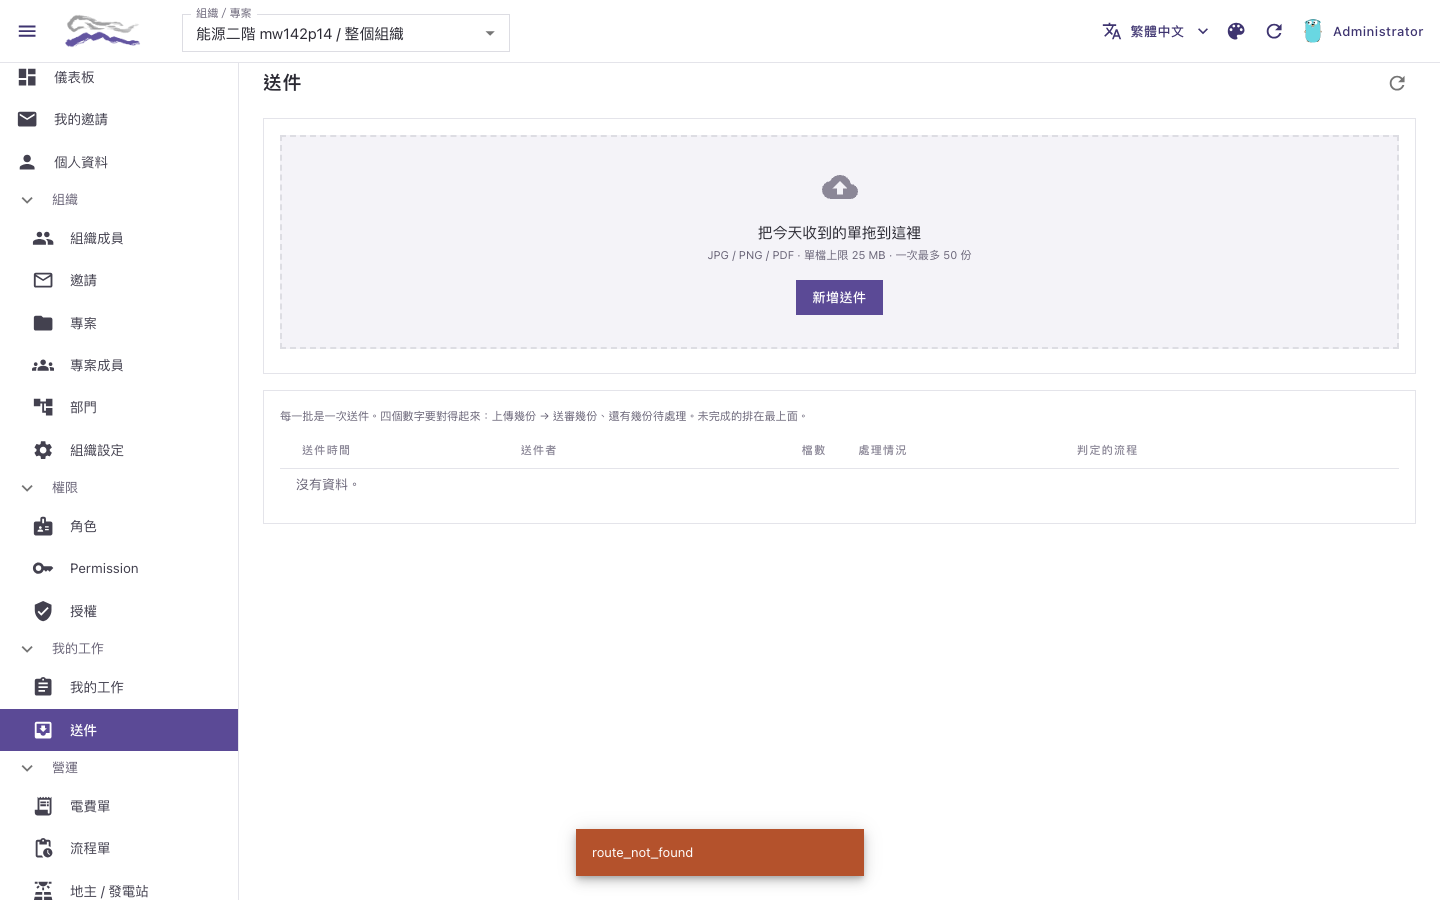 組織 / 專案
能源二階 mw142p14 / 整個組織
繁體中文
Administrator
儀表板
我的邀請
個人資料
組織
組織成員
邀請
專案
專案成員
部門
組織設定
權限
角色
Permission
授權
我的工作
我的工作
送件
營運
電費單
流程單
地主 / 發電站
送件
把今天收到的單拖到這裡
JPG / PNG / PDF · 單檔上限 25 MB · 一次最多 50 份
新增送件
每一批是一次送件。四個數字要對得起來：上傳幾份 → 送審幾份、還有幾份待處理。未完成的排在最上面。
送件時間 送件者 檔數 處理情況 判定的流程
沒有資料。
route_not_found